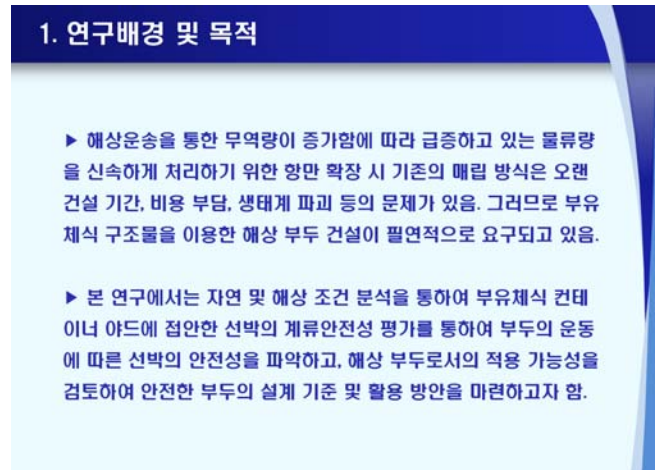 1. 연구배경 및 목적
▶ 해상운송을 통한 무역량이 증가함에 따라 급증하고 있는 물류량
을 신속하게 처리하기 위한 항만 확장 시 기존의 매립 방식은 오랜
건설 기간, 비용 부담, 생태계 파괴 등의 문제가 있음. 그러므로 부유
체식 구조물을 이용한 해상 부두 건설이 필연적으로 요구되고 있음.
▶ 본 연구에서는 자연 및 해상 조건 분석을 통하여 부유체식 컨테
이너 야드에 접안한 선박의 계류안전성 평가를 통하여 부두의 운동
에 따른 선박의 안전성을 파악하고, 해상 부두로서의 적용 가능성을
검토하여 안전한 부두의 설계 기준 및 활용 방안을 마련하고자 함.